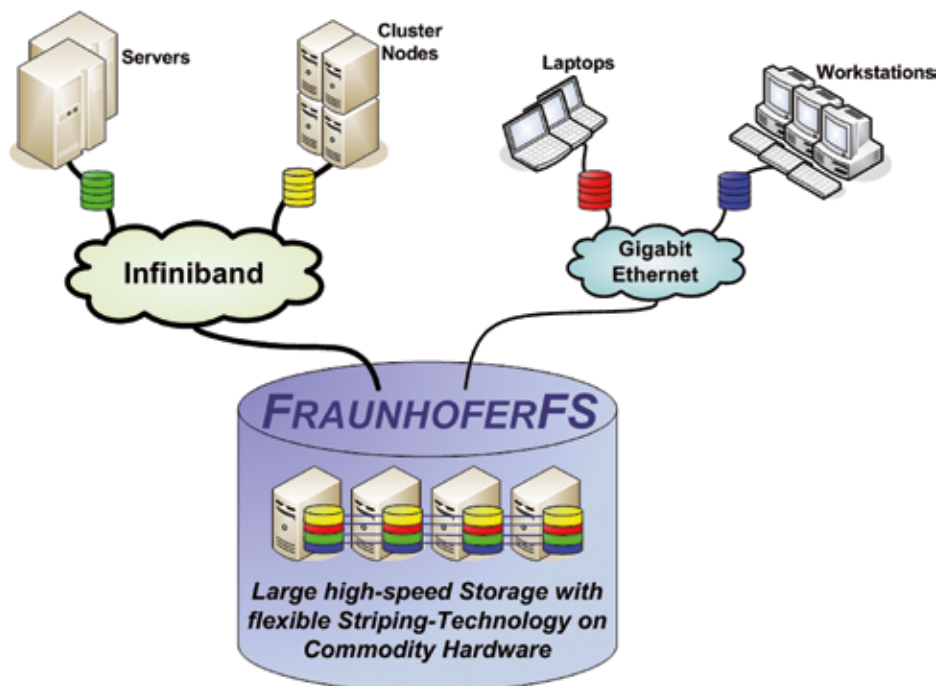 Servers
Cluster
Nodes
Laptops
Workstations
Infiniband
Gigabit
Ethernet
FRAUNHOFERFS
Large high-speed Storage with
flexible Striping-Technology on
Commodity Hardware